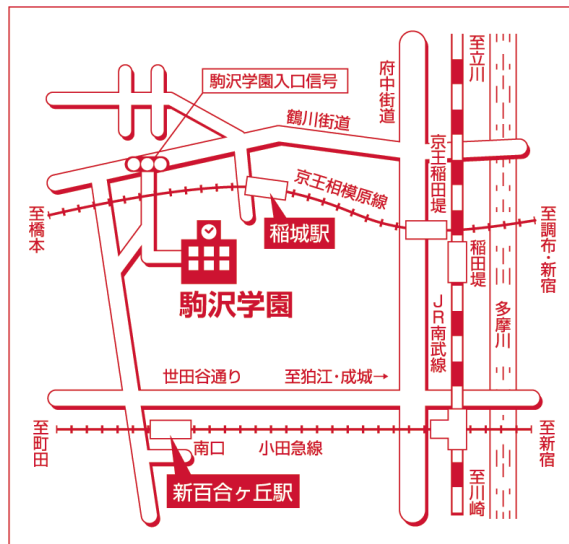 駒沢学園入口信号
府中街道
至立川
鶴川街道
京王稲田堤
京王相模原線
至橋本
稲城駅
至調布・新宿
稲田堤
駒沢学園
JR南武線
多摩川
世田谷通り
至狛江・成城→
至町田
南口
小田急線
至新宿
新百合ヶ丘駅
至川崎